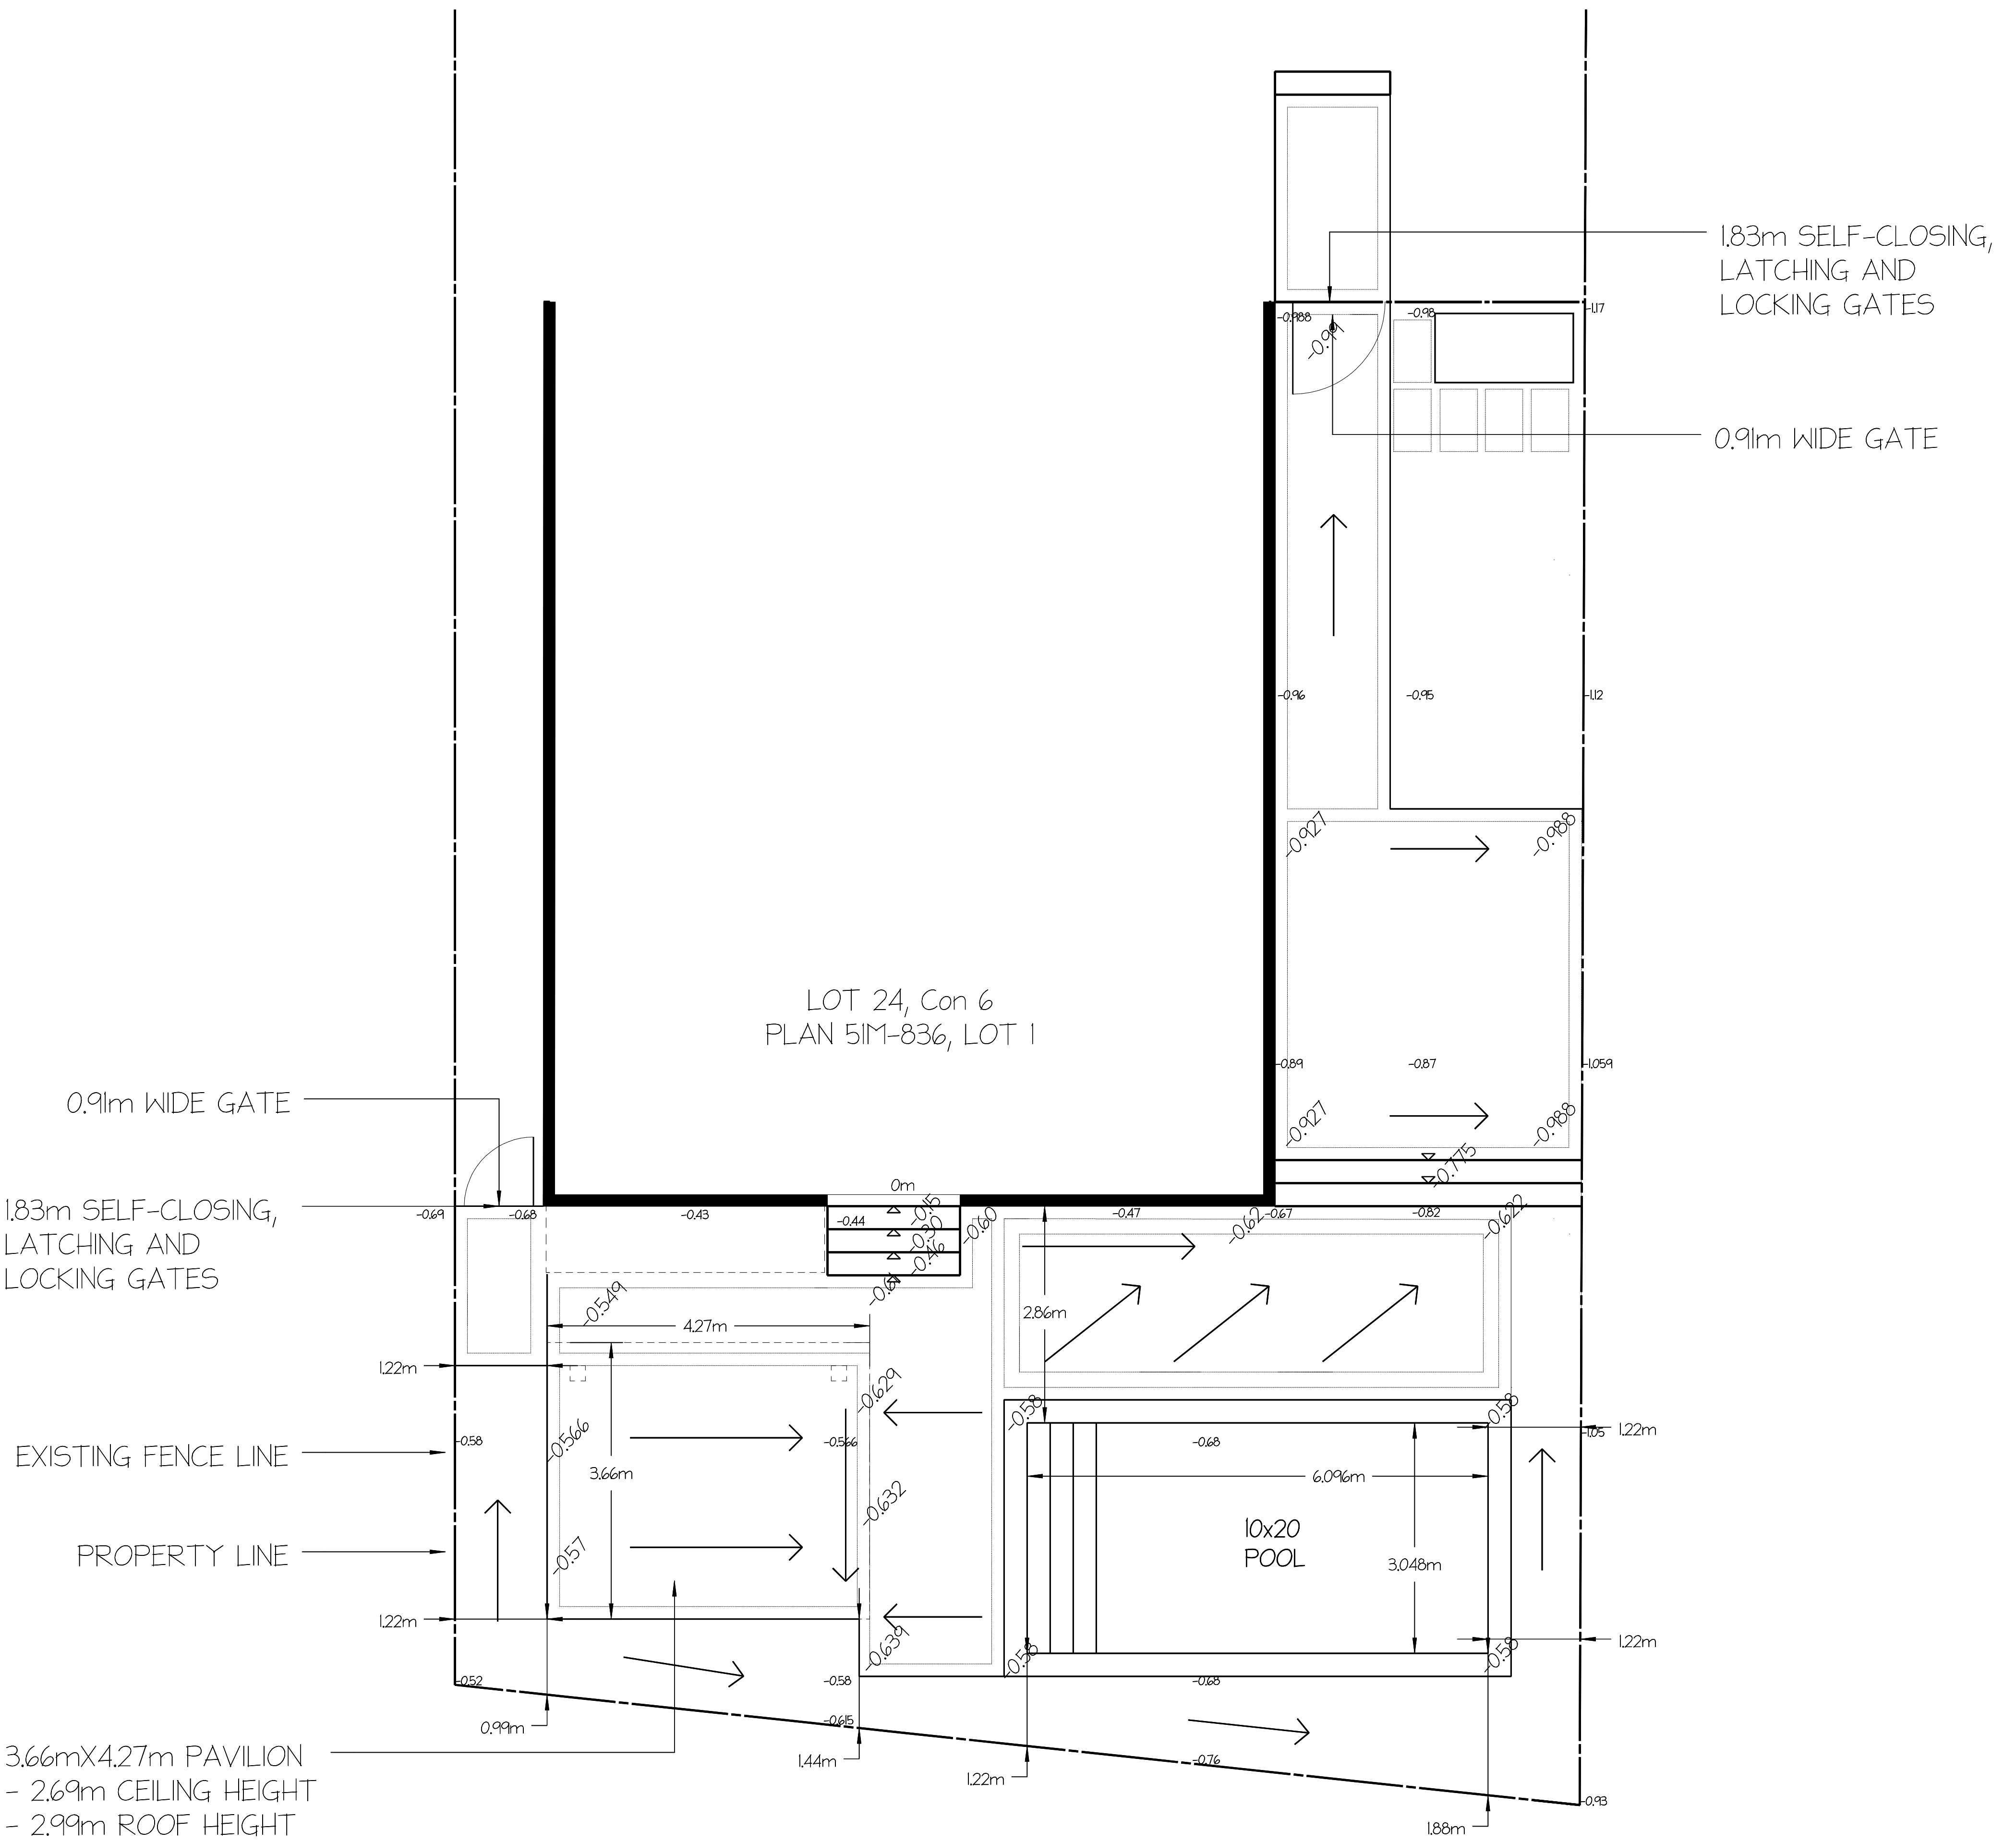 1.83m SELF-CLOSING,
LATCHING AND
LOCKING GATES
-0.988
-0.98
-1.17
-0.99
0.91m WIDE GATE
-0.96
-0.95
-1.12
-0.927
-0.988
LOT 24, Con 6
PLAN 51M-836, LOT 1
-0.89
-0.87
-1.059
0.91m WIDE GATE
-0.927
-0.988
-0.775
0m
1.83m SELF-CLOSING,
LATCHING AND
LOCKING GATES
-0.69
-0.68
-0.43
-0.44
-0.15
-0.30
-0.46
-0.60
-0.47
-0.62
-0.67
-0.82
-0.622
-0.549
4.27m
2.86m
1.22m
-0.629
-0.58
-0.58
EXISTING FENCE LINE
-0.58
-0.566
-0.566
-0.68
-1.05
1.22m
3.66m
6.096m
-0.632
10x20
POOL
PROPERTY LINE
-0.57
3.048m
1.22m
-0.639
-0.58
-0.58
1.22m
-0.52
-0.58
-0.68
0.99m
-0.615
3.66mX4.27m PAVILION
- 2.69m CEILING HEIGHT
- 2.99m ROOF HEIGHT
1.44m
-0.76
1.22m
-0.93
1.88m